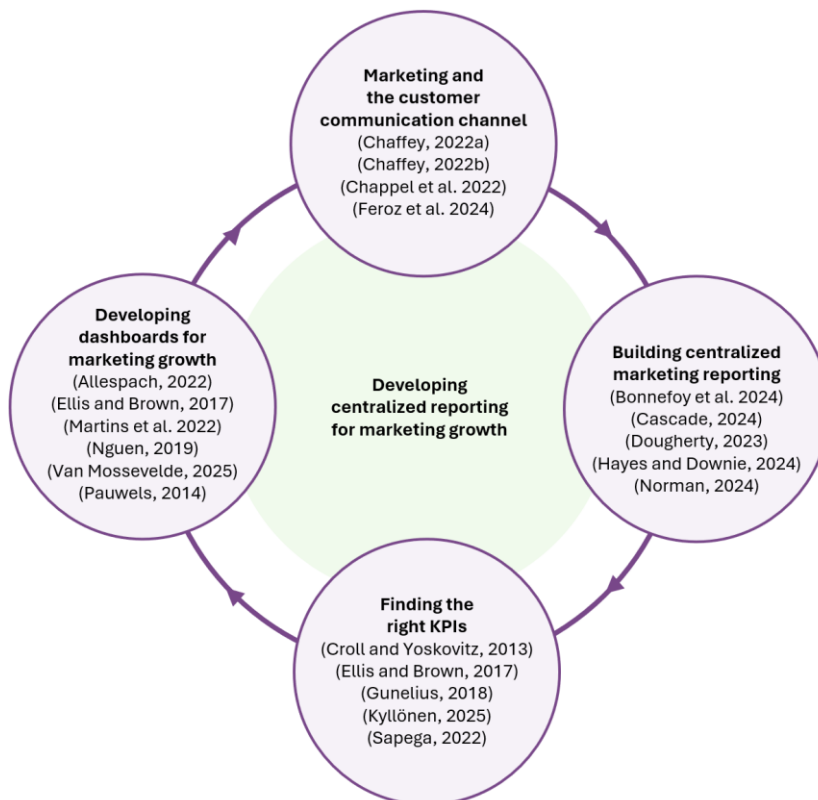 Marketing and
the customer
communication channel
(Chaffey, 2022a)
(Chaffey, 2022b)
(Chappel et al. 2022)
(Feroz et al. 2024)
Developing
dashboards for
marketing growth
(Allespach, 2022)
(Ellis and Brown, 2017)
(Martins et al. 2022)
(Nguen, 2019)
(Van Mossevelde, 2025)
(Pauwels, 2014)
Developing
centralized reporting
for marketing growth
Building centralized
marketing reporting
(Bonnefoy et al. 2024)
(Cascade, 2024)
(Dougherty, 2023)
(Hayes and Downie, 2024)
(Norman, 2024)
Finding the
right KPIs
(Croll and Yoskovitz, 2013)
(Ellis and Brown, 2017)
(Gunelius, 2018)
(Kyllönen, 2025)
(Sapega, 2022)